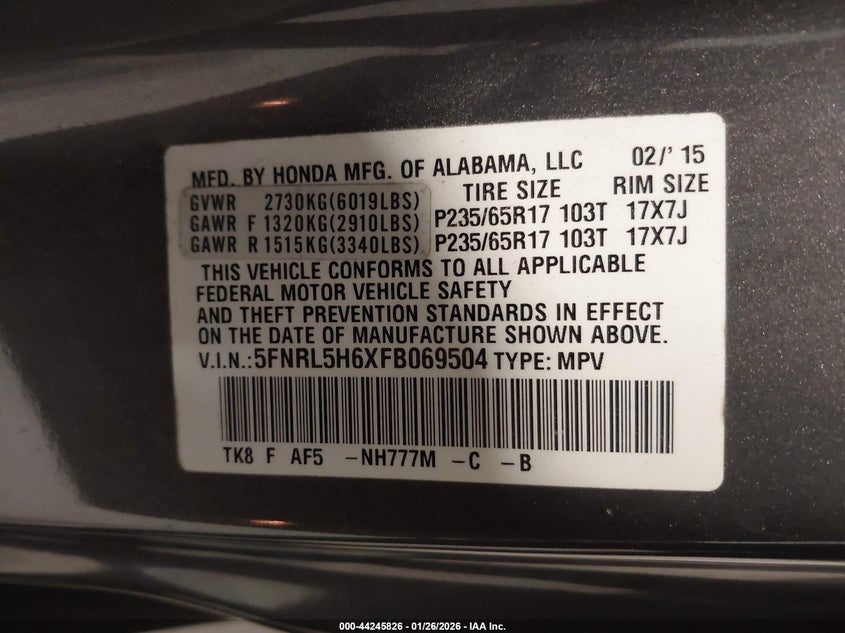 MFD. BY HONDA MFG. OF ALABAMA, LLC 02/' 15
TIRE SIZE RIM SIZE
GVWR 2730KG(6019LBS)
GAWR F 1320KG(2910LBS) P235/65R17 103T 17X7J
GAWR R 1515KG(3340LBS) P235/65R17 103T 17X7J
THIS VEHICLE CONFORMS TO ALL APPLICABLE
FEDERAL MOTOR VEHICLE SAFETY
AND THEFT PREVENTION STANDARDS IN EFFECT
ON THE DATE OF MANUFACTURE SHOWN ABOVE.
V.I.N.:5FNRL5H6XFB069504 TYPE: MPV
TK8 F AF5 -NH777M -C -B
000-44245826 - 01/26/2026 - IAA Inc.